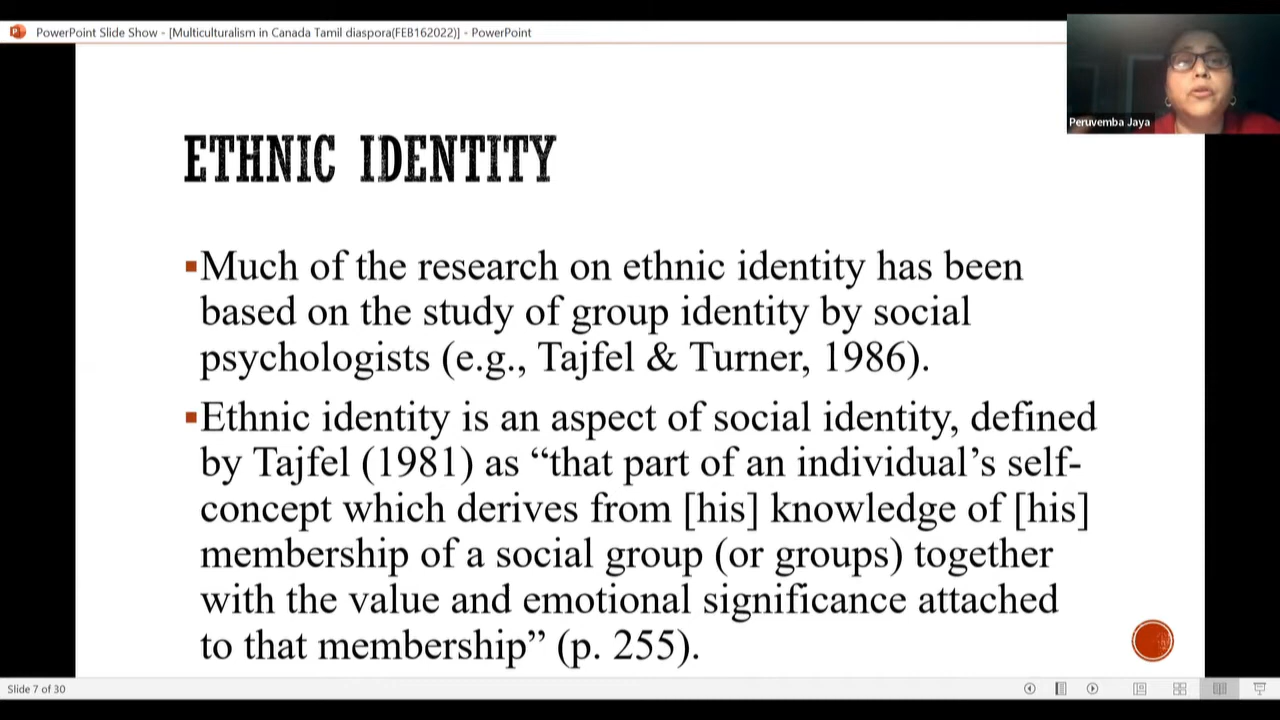 PowerPoint Slide Show - [Multiculturalism in Canada Tamil diaspora(FEB162022)] - PowerPoint
Peruvemba Jaya
ETHNIC IDENTITY
▪Much of the research on ethnic identity has been
based on the study of group identity by social
psychologists (e.g., Tajfel & Turner, 1986).
▪Ethnic identity is an aspect of social identity, defined
by Tajfel (1981) as “that part of an individual’s self-
concept which derives from [his] knowledge of [his]
membership of a social group (or groups) together
with the value and emotional significance attached
to that membership” (p. 255).
Slide 7 of 30